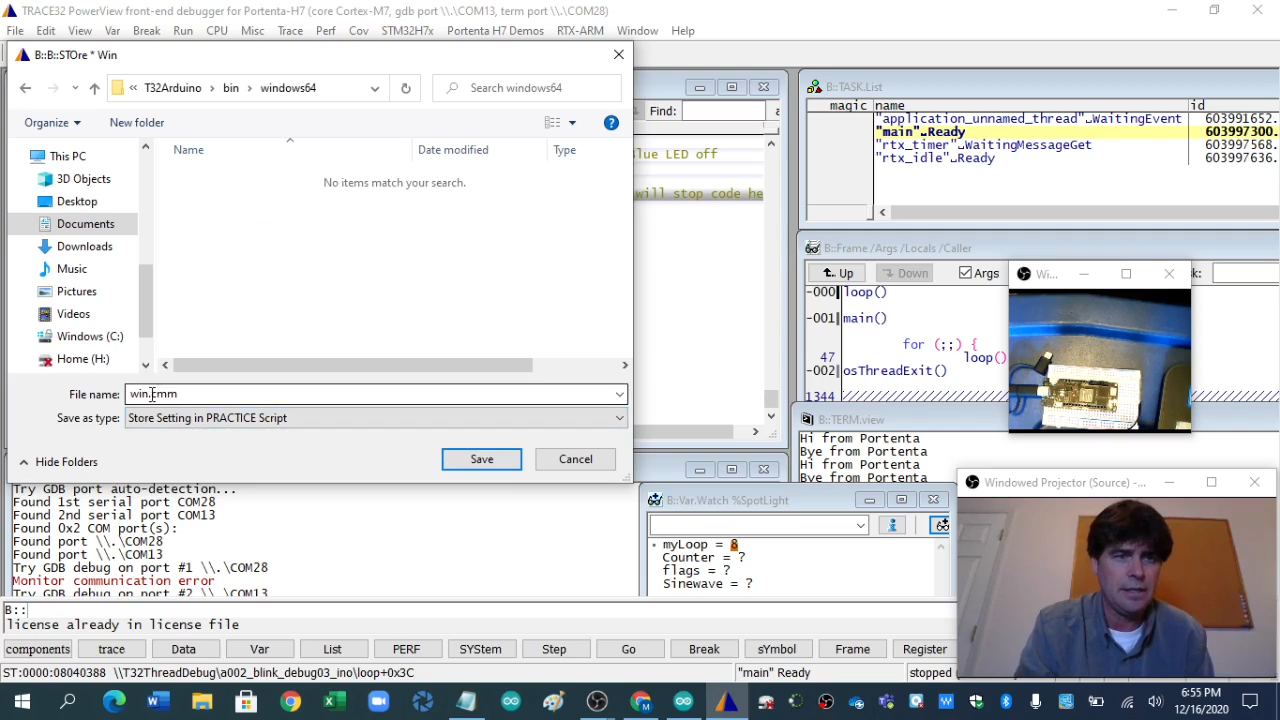 TRACE32 PowerView front-end debugger for Portenta-H7 (core Cortex-M7, gdb port \\.\COM13, term port \\.\COM28)
File Edit View Var Break Run CPU Misc Trace Perf Cov STM32H7x Portenta H7 Demos RTX-ARM Window Help
B::B::STOre * Win
« T32Arduino > bin > windows64
Search windows64
Organize New folder
Name Date modified Type
No items match your search.
This PC
3D Objects
Desktop
Documents
Downloads
Music
Pictures
Videos
Windows (C:)
Home (H:)
File name: win.cmm
Save as type: Store Setting in PRACTICE Script
Hide Folders Save Cancel
Find:
lue LED off
will stop code he
B::TASK.List
magic name id
"application_unnamed_thread"␣WaitingEvent 603991652.
"main"␣Ready 603997300.
"rtx_timer"␣WaitingMessageGet 603997568.
"rtx_idle"␣Ready 603997636.
B::Frame /Args /Locals /Caller
Up Down Args
-000 loop()
-001 main()
for (;;) {
47 loop()
-002 osThreadExit()
1344
Wi...
B::TERM.view
Hi from Portenta
Bye from Portenta
Hi from Portenta
Bye from Portenta
Windowed Projector (Source) -...
Try GDB port auto-detection...
Found 1st serial port COM28
Found 2nd serial port COM13
Found 0x2 COM port(s):
Found port \\.\COM28
Found port \\.\COM13
Try GDB debug on port #1 \\.\COM28
Monitor communication error
Try GDB debug on port #2 \\.\COM13
B::Var.Watch %SpotLight
myLoop = 8
Counter = ?
flags = ?
Sinewave = ?
B::
license already in license file
components trace Data Var List PERF SYStem Step Go Break sYmbol Frame Register
ST:0000:08040388 \\T32ThreadDebug\a002_blink_debug03_ino\loop+0x3C "main" Ready stopped
6:55 PM
12/16/2020